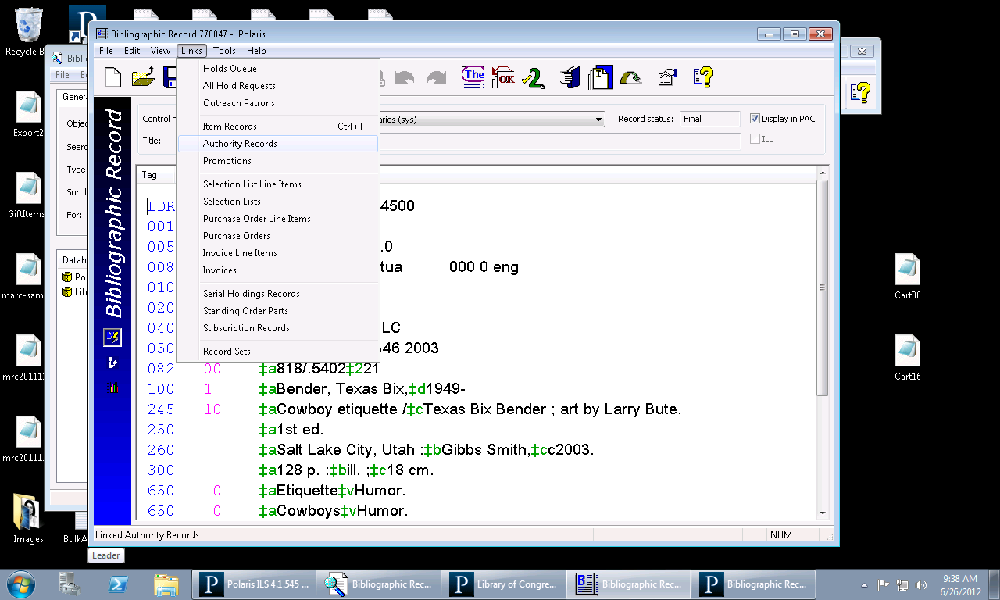 Recycle B
Bibliographic Record 770047 - Polaris
File Edit View Links Tools Help
Bibli
File Ed
Holds Queue
All Hold Requests
Outreach Patrons
Item Records Ctrl+T
Authority Records
Promotions
Selection List Line Items
Selection Lists
Purchase Order Line Items
Purchase Orders
Invoice Line Items
Invoices
Serial Holdings Records
Standing Order Parts
Subscription Records
Record Sets
The
OK
Bibliographic Record
Control n
aries (sys)
Record status: Final
Display in PAC
Title:
ILL
Genera
Objec
Searc
Type:
Sort b
For:
Datab
Pol
Lib
Tag
LDR 4500
001
005 .0
008 tua 000 0 eng
010
020
040 LC
050 46 2003
082 00 ‡a818/.5402‡221
100 1 ‡aBender, Texas Bix,‡d1949-
245 10 ‡aCowboy etiquette /‡cTexas Bix Bender ; art by Larry Bute.
250 ‡a1st ed.
260 ‡aSalt Lake City, Utah :‡bGibbs Smith,‡cc2003.
300 ‡a128 p. :‡bill. ;‡c18 cm.
650 0 ‡aEtiquette‡vHumor.
650 0 ‡aCowboys‡vHumor.
Linked Authority Records
NUM
Leader
Export2
GiftItems
marc-sam
mrc201111
mrc201111
Images
BulkA
Cart30
Cart16
Polaris ILS 4.1.545 ...
Bibliographic Rec...
Library of Congre...
Bibliographic Rec...
Bibliographic Rec...
9:38 AM
6/26/2012